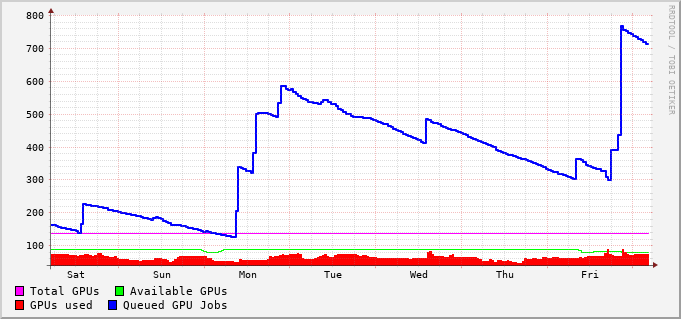 800
700
600
500
400
300
200
100
Sat Sun Mon Tue Wed Thu Fri
Total GPUs Available GPUs
GPUs used Queued GPU Jobs
RRDTOOL / TOBI OETIKER